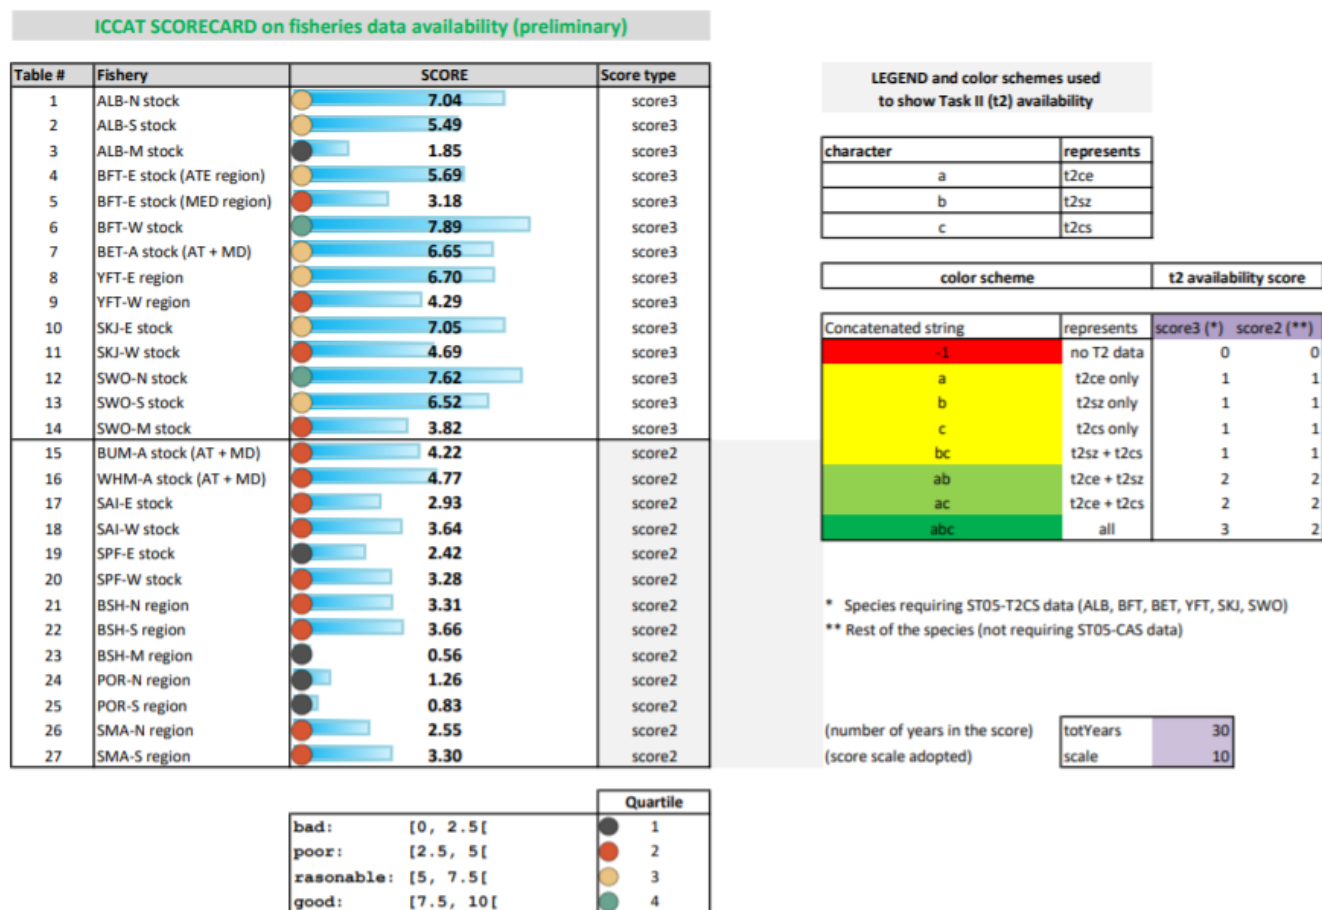 ICCAT SCORECARD on fisheries data availability (preliminary)
Table # Fishery SCORE Score type
1 ALB-N stock 7.04 score3
2 ALB-S stock 5.49 score3
3 ALB-M stock 1.85 score3
4 BFT-E stock (ATE region) 5.69 score3
5 BFT-E stock (MED region) 3.18 score3
6 BFT-W stock 7.89 score3
7 BET-A stock (AT + MD) 6.65 score3
8 YFT-E region 6.70 score3
9 YFT-W region 4.29 score3
10 SKJ-E stock 7.05 score3
11 SKJ-W stock 4.69 score3
12 SWO-N stock 7.62 score3
13 SWO-S stock 6.52 score3
14 SWO-M stock 3.82 score3
15 BUM-A stock (AT + MD) 4.22 score2
16 WHM-A stock (AT + MD) 4.77 score2
17 SAI-E stock 2.93 score2
18 SAI-W stock 3.64 score2
19 SPF-E stock 2.42 score2
20 SPF-W stock 3.28 score2
21 BSH-N region 3.31 score2
22 BSH-S region 3.66 score2
23 BSH-M region 0.56 score2
24 POR-N region 1.26 score2
25 POR-S region 0.83 score2
26 SMA-N region 2.55 score2
27 SMA-S region 3.30 score2
Quartile
bad: [0, 2.5[ 1
poor: [2.5, 5[ 2
rasonable: [5, 7.5[ 3
good: [7.5, 10[ 4
LEGEND and color schemes used
to show Task II (t2) availability
character represents
a t2ce
b t2sz
c t2cs
color scheme t2 availability score
Concatenated string represents score3 (*) score2 (**)
-1 no T2 data 0 0
a t2ce only 1 1
b t2sz only 1 1
c t2cs only 1 1
bc t2sz + t2cs 1 1
ab t2ce + t2sz 2 2
ac t2ce + t2cs 2 2
abc all 3 2
* Species requiring ST05-T2CS data (ALB, BFT, BET, YFT, SKJ, SWO)
** Rest of the species (not requiring ST05-CAS data)
(number of years in the score) totYears 30
(score scale adopted) scale 10